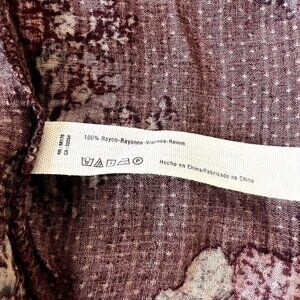 100% Rayon-Rayonne-Viscosa-Raiom
Hecho en China/Fabricado na China